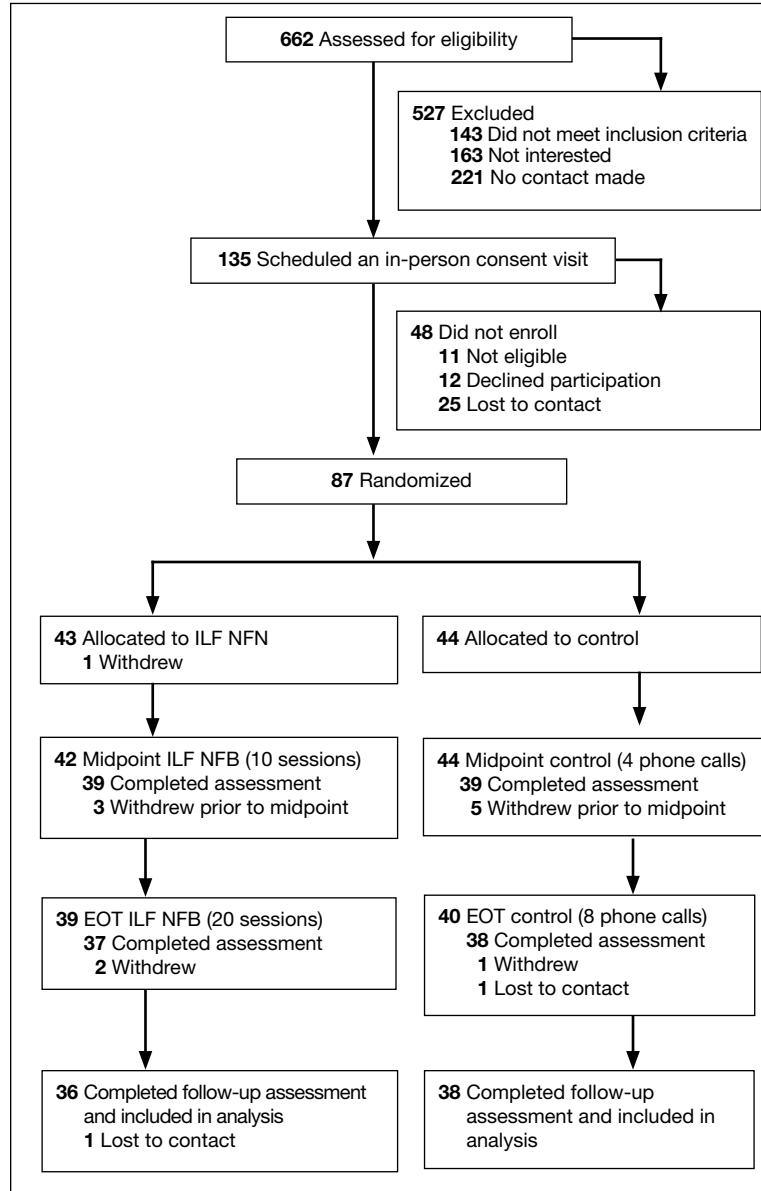 662 Assessed for eligibility
527 Excluded
143 Did not meet inclusion criteria
163 Not interested
221 No contact made
135 Scheduled an in-person consent visit
48 Did not enroll
11 Not eligible
12 Declined participation
25 Lost to contact
87 Randomized
43 Allocated to ILF NFN
1 Withdrew
44 Allocated to control
42 Midpoint ILF NFB (10 sessions)
39 Completed assessment
3 Withdrew prior to midpoint
44 Midpoint control (4 phone calls)
39 Completed assessment
5 Withdrew prior to midpoint
39 EOT ILF NFB (20 sessions)
37 Completed assessment
2 Withdrew
40 EOT control (8 phone calls)
38 Completed assessment
1 Withdrew
1 Lost to contact
36 Completed follow-up assessment
and included in analysis
1 Lost to contact
38 Completed follow-up
assessment and included in
analysis